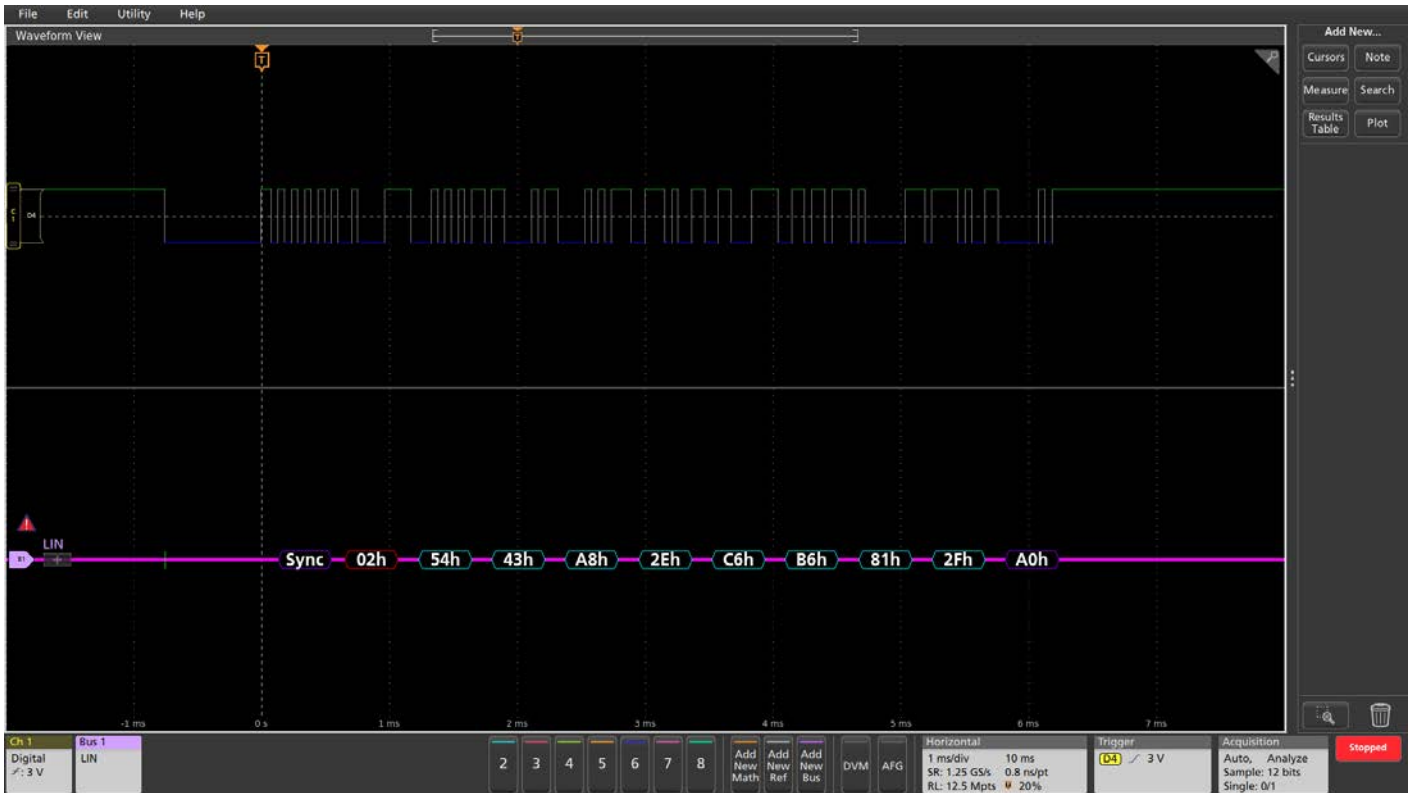 File Edit Utility Help
Waveform View
Add New...
Cursors Note
Measure Search
Results Table Plot
T
T
C 1
D4
LIN
B1
Sync 02h 54h 43h A8h 2Eh C6h B6h 81h 2Fh A0h
-1 ms 0 s 1 ms 2 ms 3 ms 4 ms 5 ms 6 ms 7 ms
Ch 1
Digital
: 3 V
Bus 1
LIN
2 3 4 5 6 7 8
Add New Math
Add New Ref
Add New Bus
DVM AFG
Horizontal
1 ms/div 10 ms
SR: 1.25 GS/s 0.8 ns/pt
RL: 12.5 Mpts 20%
Trigger
D4 3 V
Acquisition
Auto, Analyze
Sample: 12 bits
Single: 0/1
Stopped